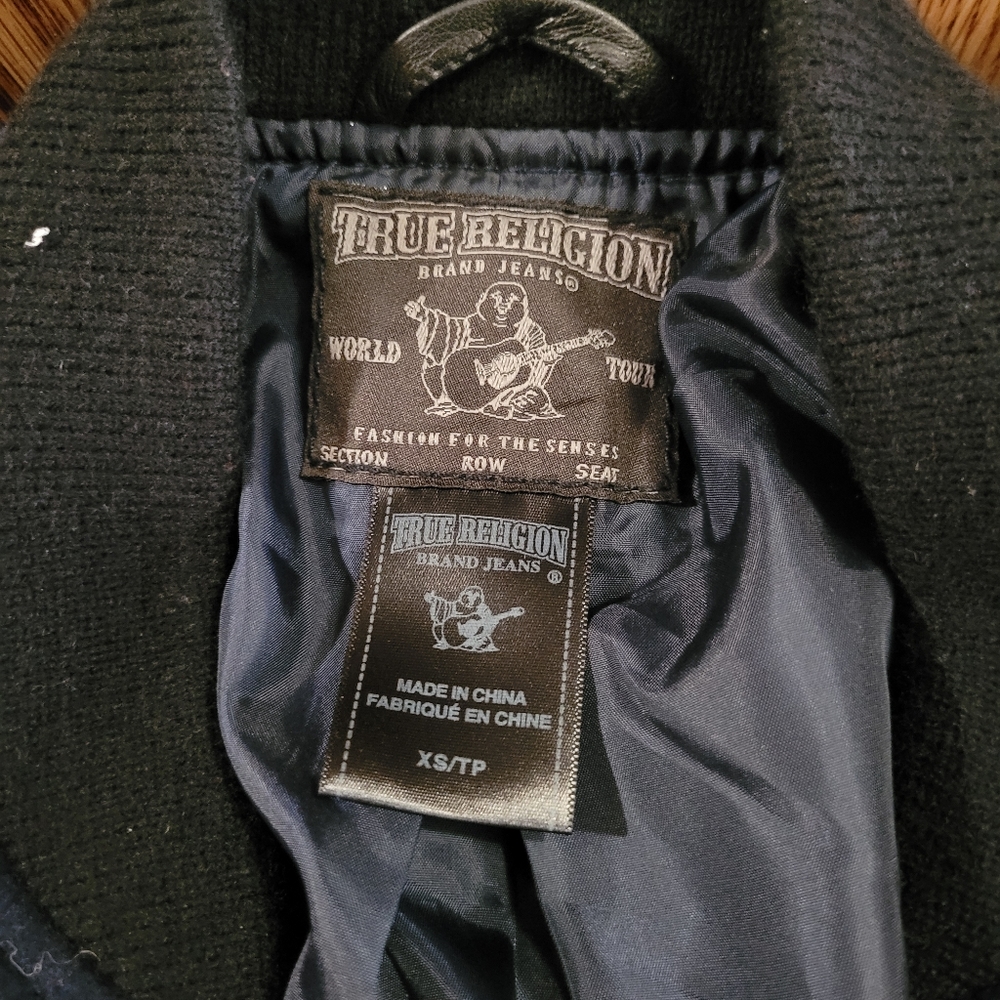 TRUE RELIGION
BRAND JEANS®
WORLD TOUR
FASHION FOR THE SENSES
SECTION ROW SEAT
TRUE RELIGION
BRAND JEANS ®
MADE IN CHINA
FABRIQUÉ EN CHINE
XS/TP